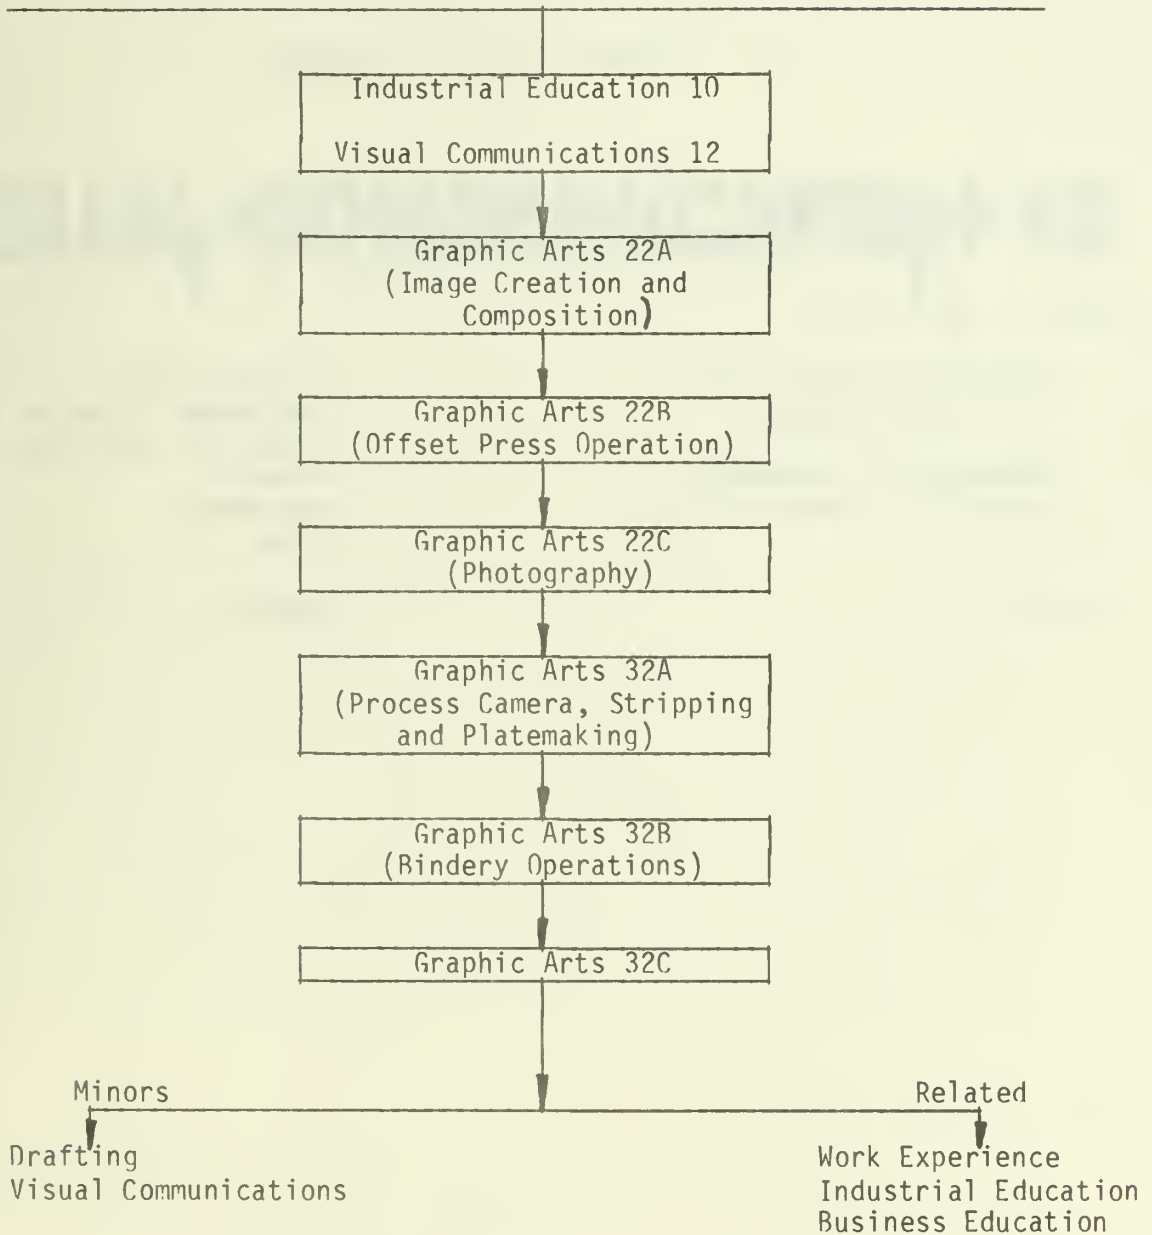 Industrial Education 10
Visual Communications 12
Graphic Arts 22A
(Image Creation and
Composition)
Graphic Arts 22B
(Offset Press Operation)
Graphic Arts 22C
(Photography)
Graphic Arts 32A
(Process Camera, Stripping
and Platemaking)
Graphic Arts 32B
(Bindery Operations)
Graphic Arts 32C
Minors
Related
Drafting
Visual Communications
Work Experience
Industrial Education
Business Education